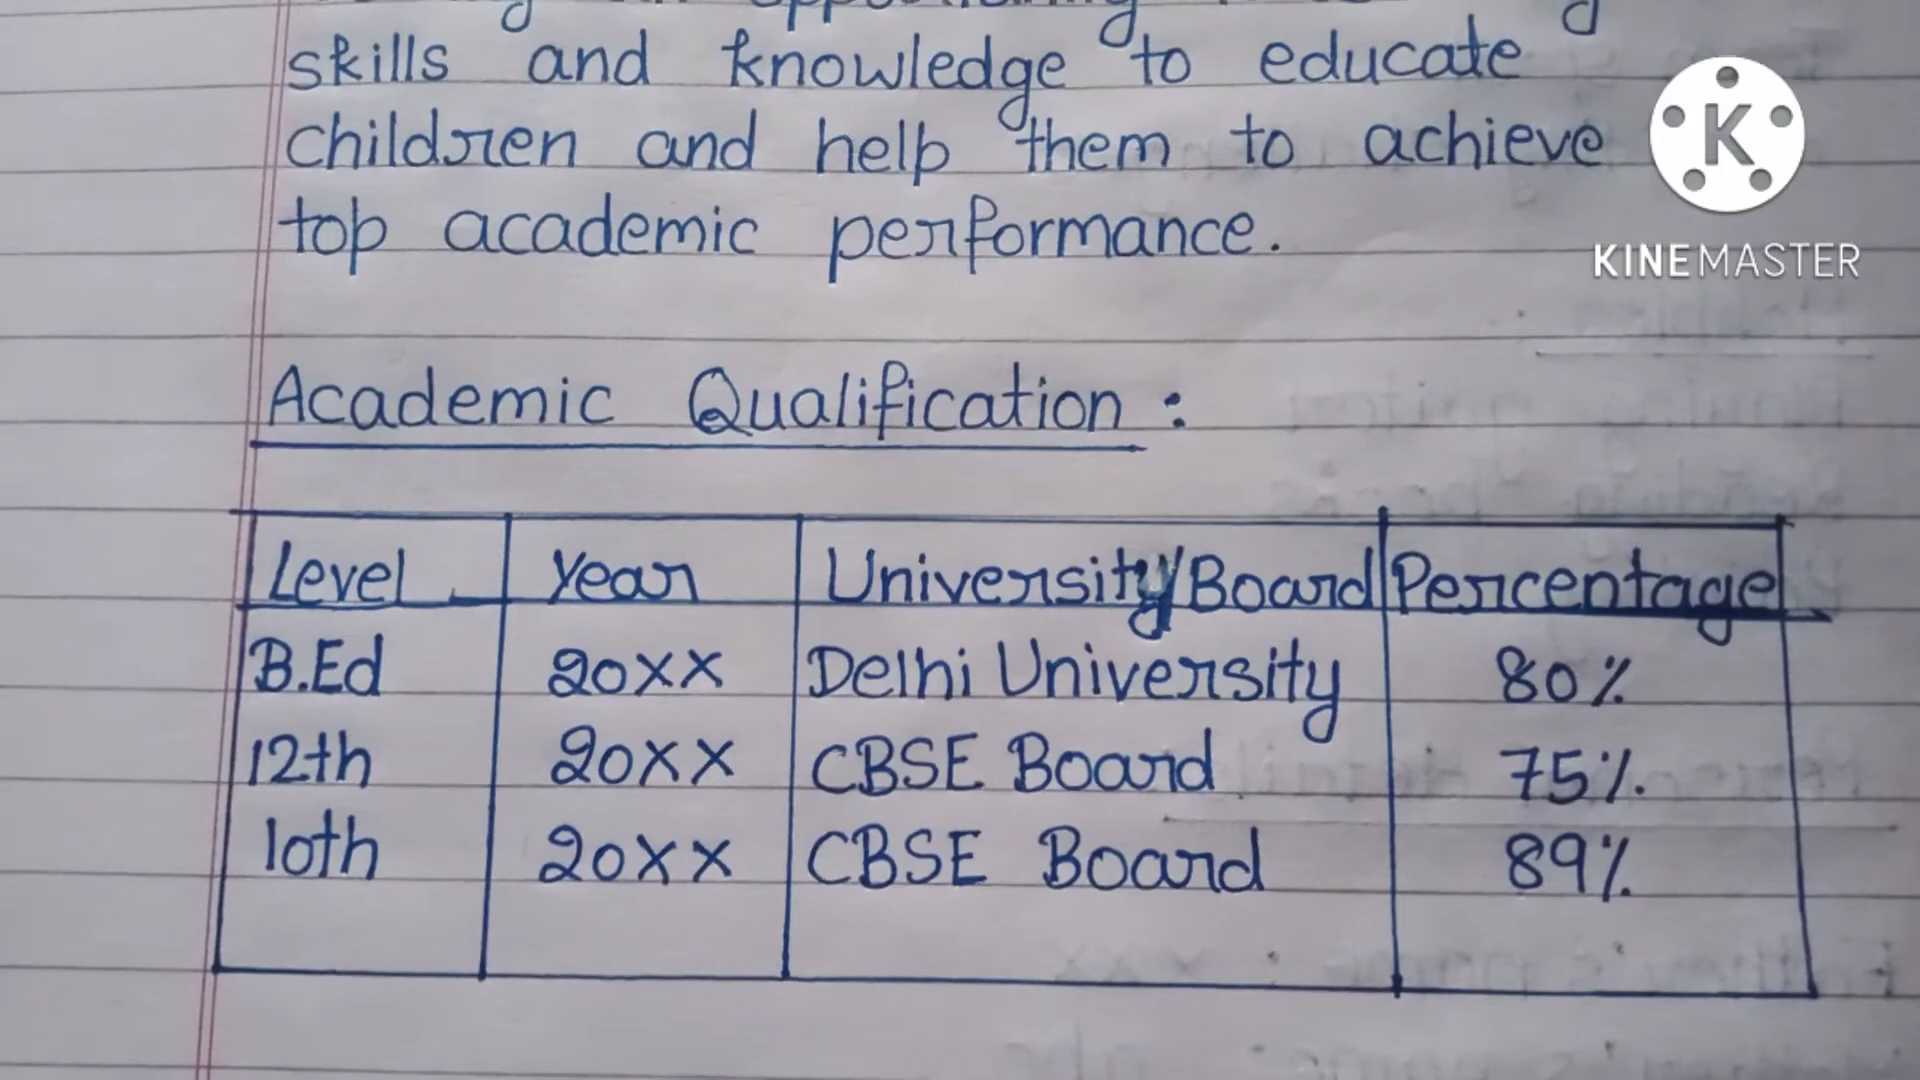 skills and knowledge to educate
children and help them to achieve
top academic performance.
K
KINEMASTER
Academic Qualification :
Level Year University/Board Percentage
B.Ed 20XX Delhi University 80%
12th 20XX CBSE Board 75%
10th 20XX CBSE Board 89%